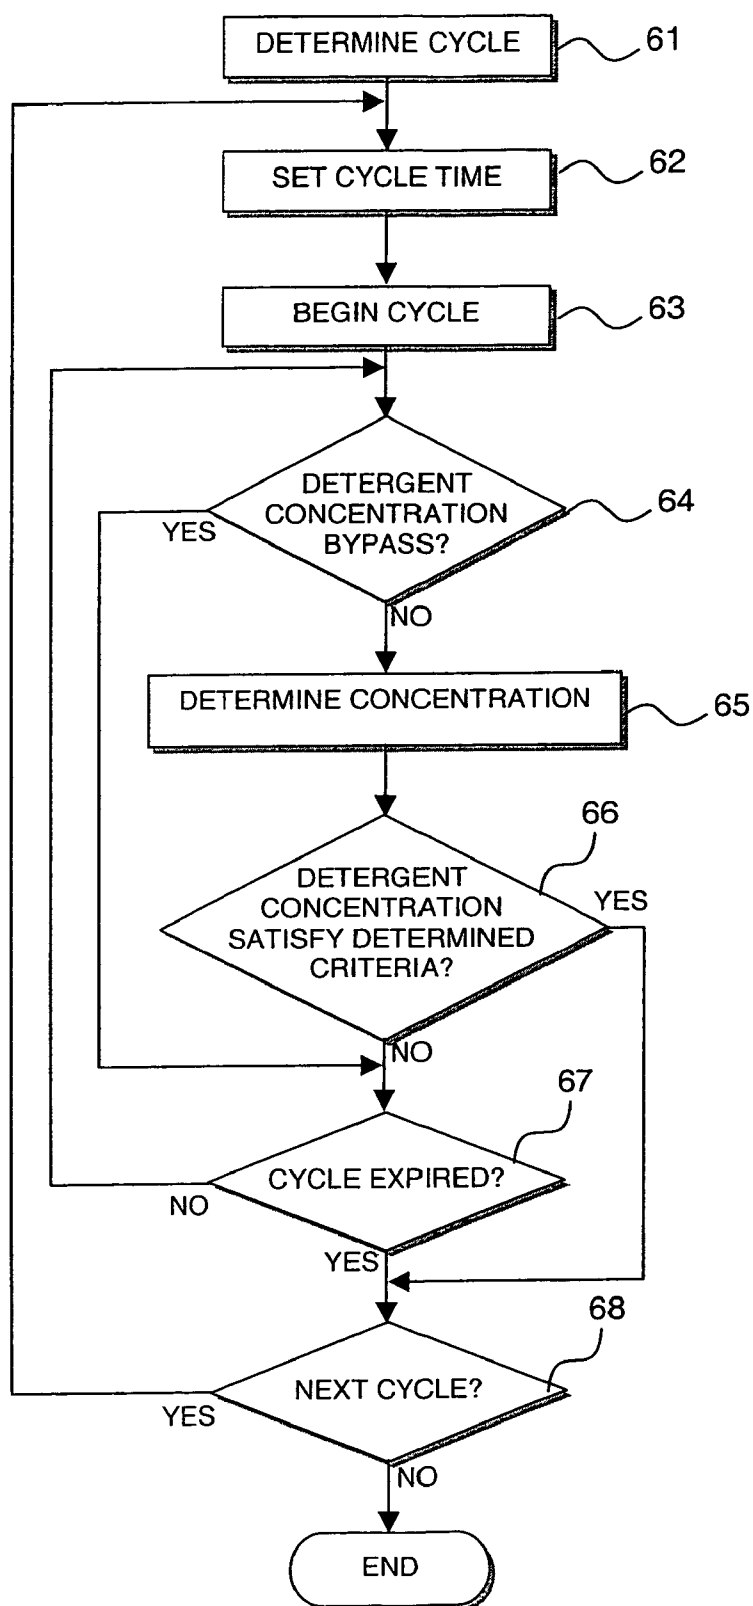 DETERMINE CYCLE
61
SET CYCLE TIME
62
BEGIN CYCLE
63
DETERGENT
CONCENTRATION
BYPASS?
64
YES
NO
DETERMINE CONCENTRATION
65
66
DETERGENT
CONCENTRATION
SATISFY DETERMINED
CRITERIA?
YES
NO
67
CYCLE EXPIRED?
NO
YES
68
NEXT CYCLE?
YES
NO
END